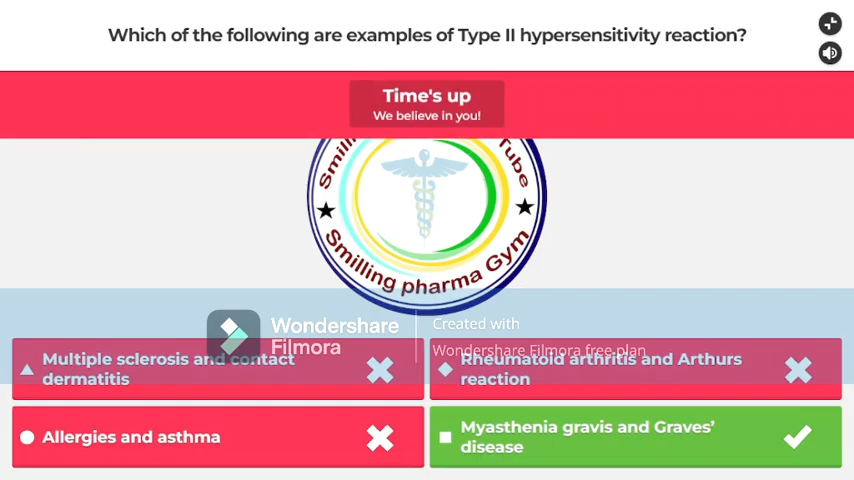 Which of the following are examples of Type II hypersensitivity reaction?
Time's up
We believe in you!
Smilling
Tube
Smilling pharma Gym
Wondershare
Filmora
Created with
Wondershare Filmora free plan
Multiple sclerosis and contact
dermatitis
Rheumatoid arthritis and Arthurs
reaction
Allergies and asthma
Myasthenia gravis and Graves'
disease